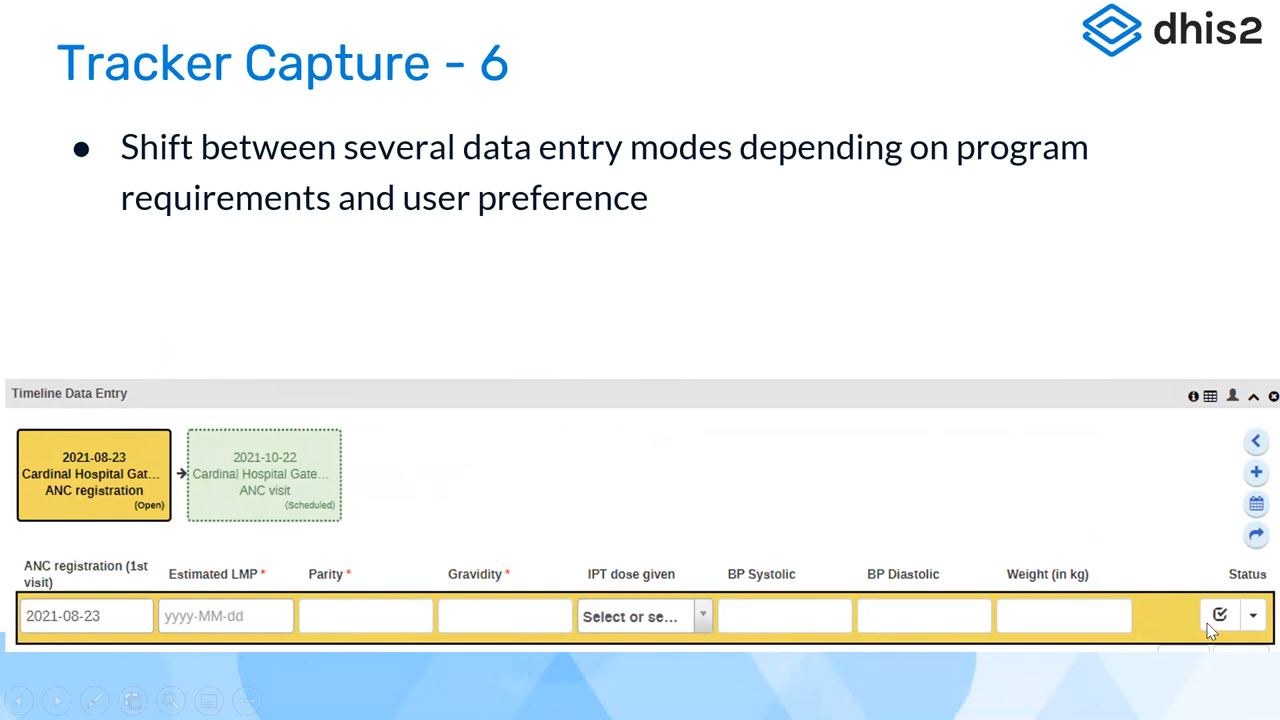 dhis2
Tracker Capture - 6
● Shift between several data entry modes depending on program
requirements and user preference
Timeline Data Entry
2021-08-23
Cardinal Hospital Gat...
ANC registration
(Open)
2021-10-22
Cardinal Hospital Gate...
ANC visit
(Scheduled)
ANC registration (1st
visit)
Estimated LMP *
Parity *
Gravidity *
IPT dose given
BP Systolic
BP Diastolic
Weight (in kg)
Status
2021-08-23
yyyy-MM-dd
Select or se...